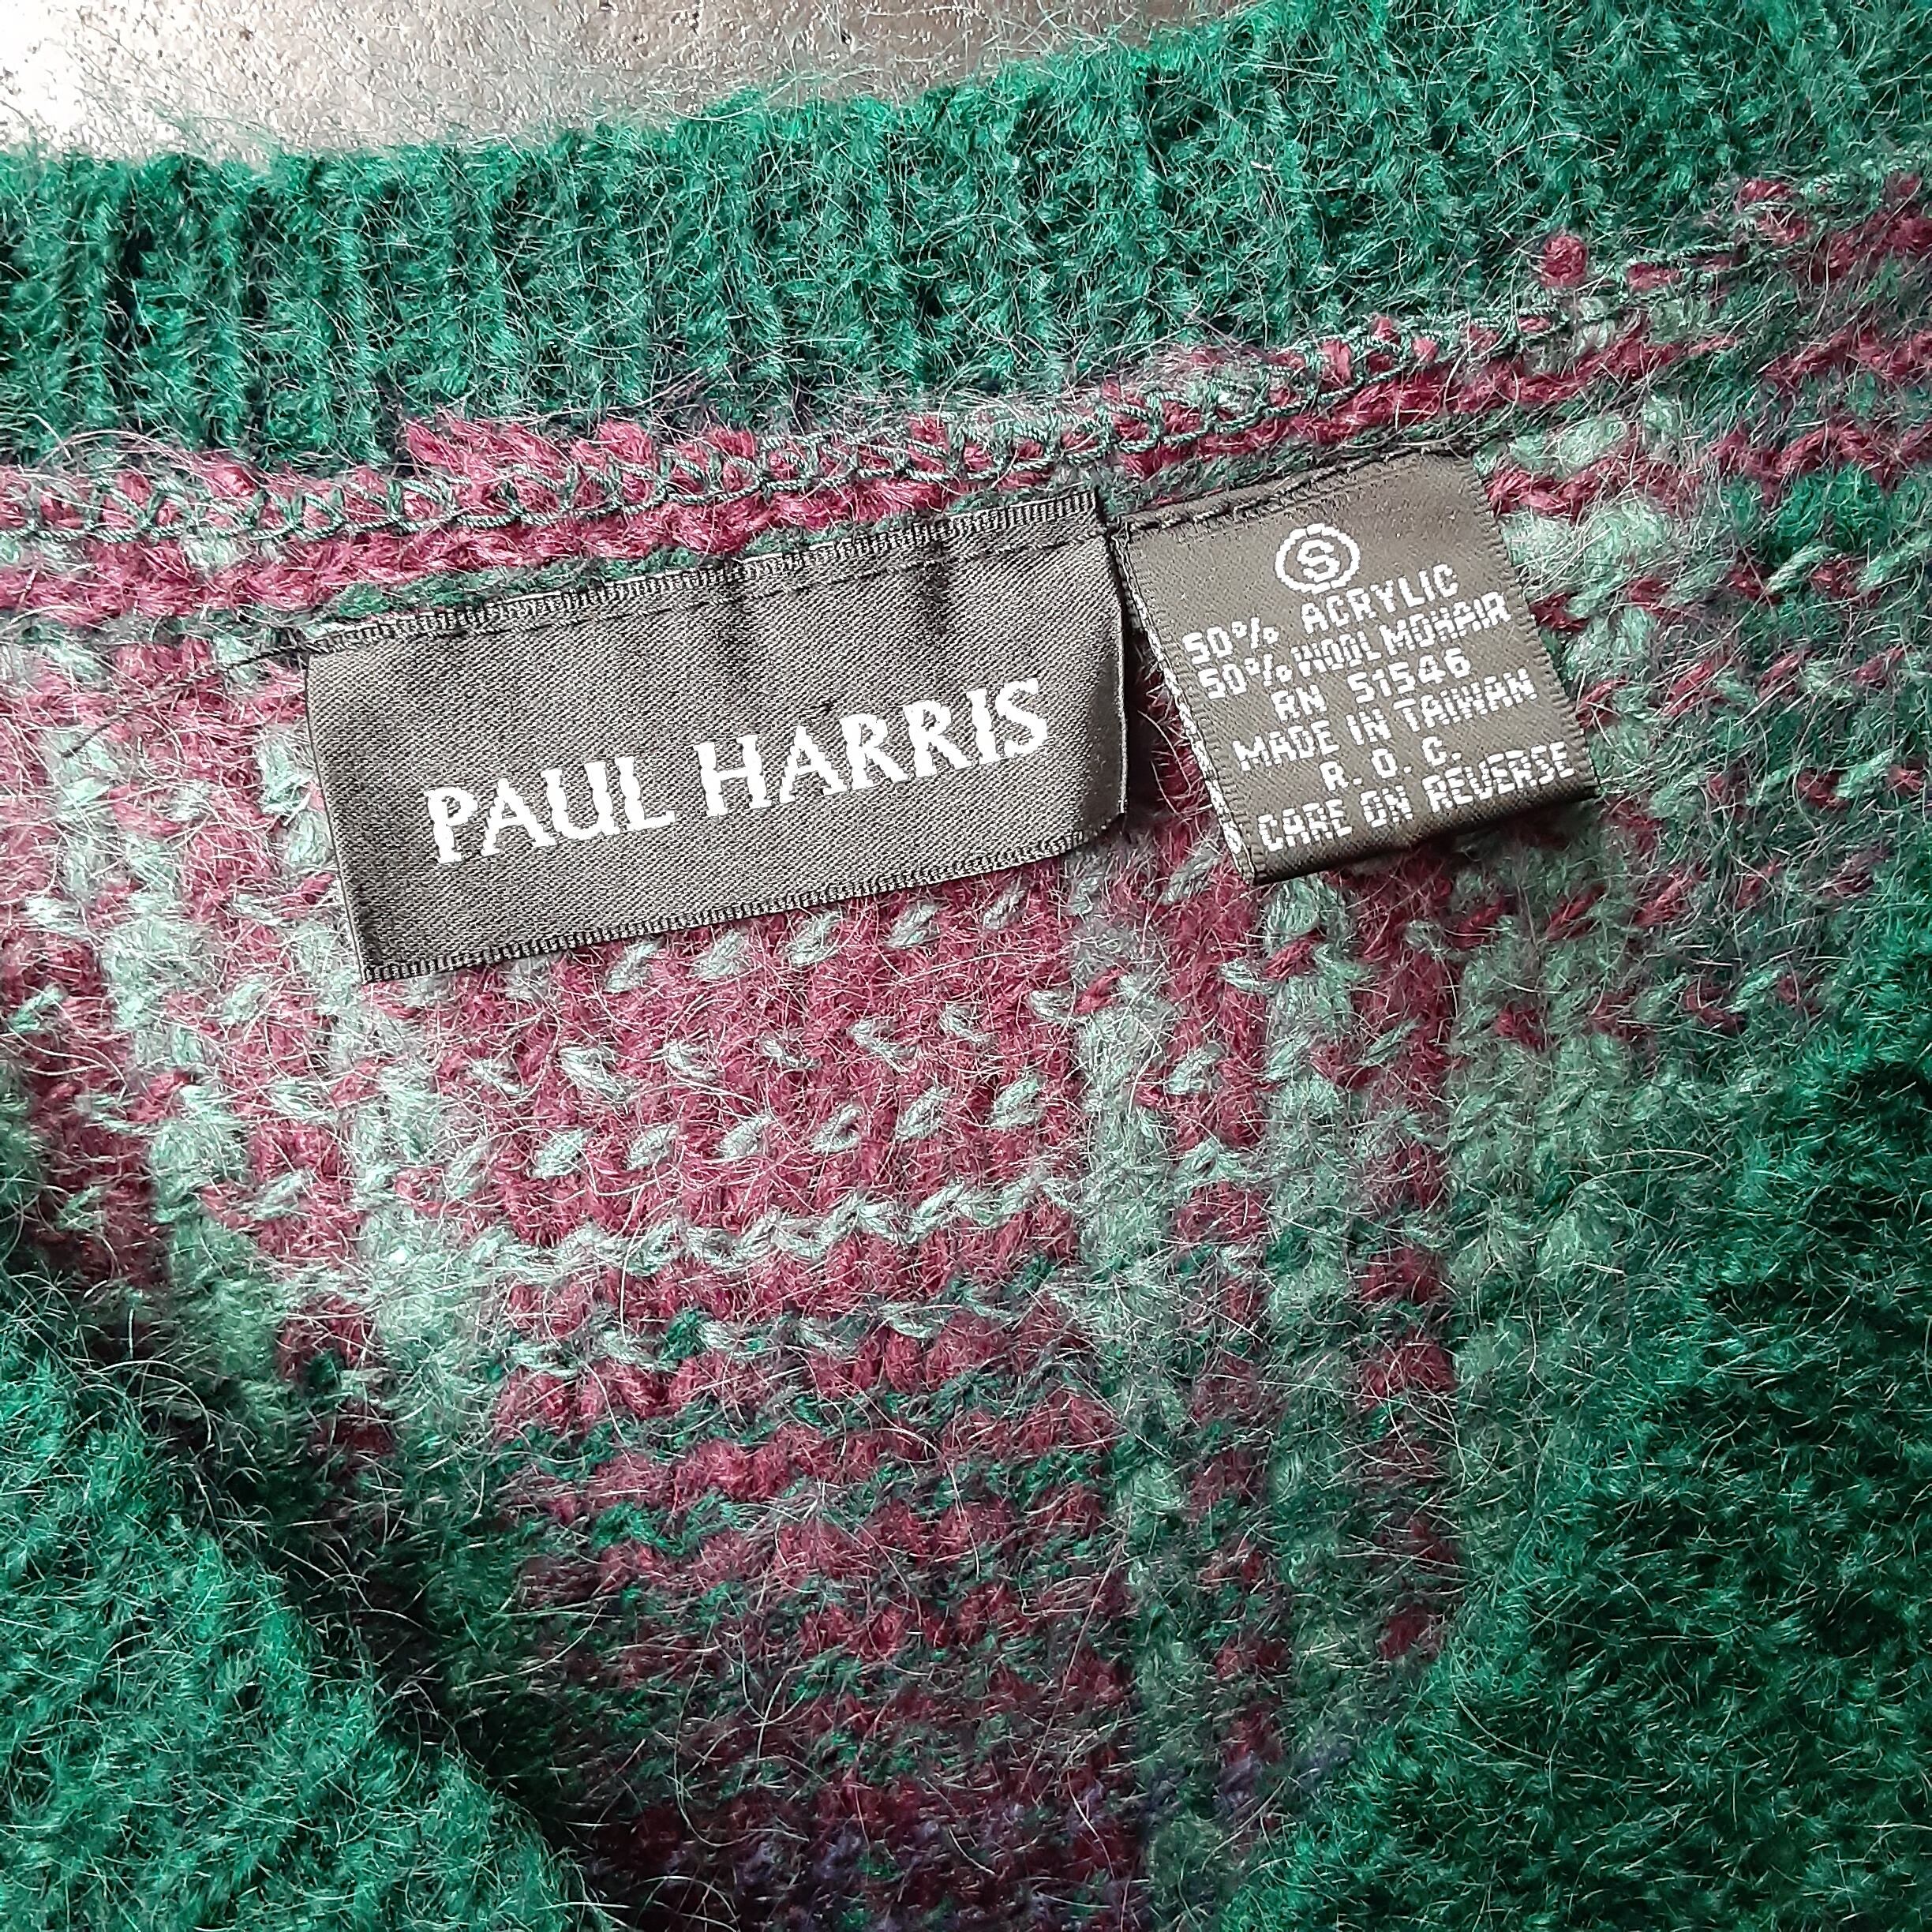 PAUL HARRIS
S
50% ACRYLIC
50% WOOL MOHAIR
RN 51546
MADE IN TAIWAN
R. O. C.
CARE ON REVERSE